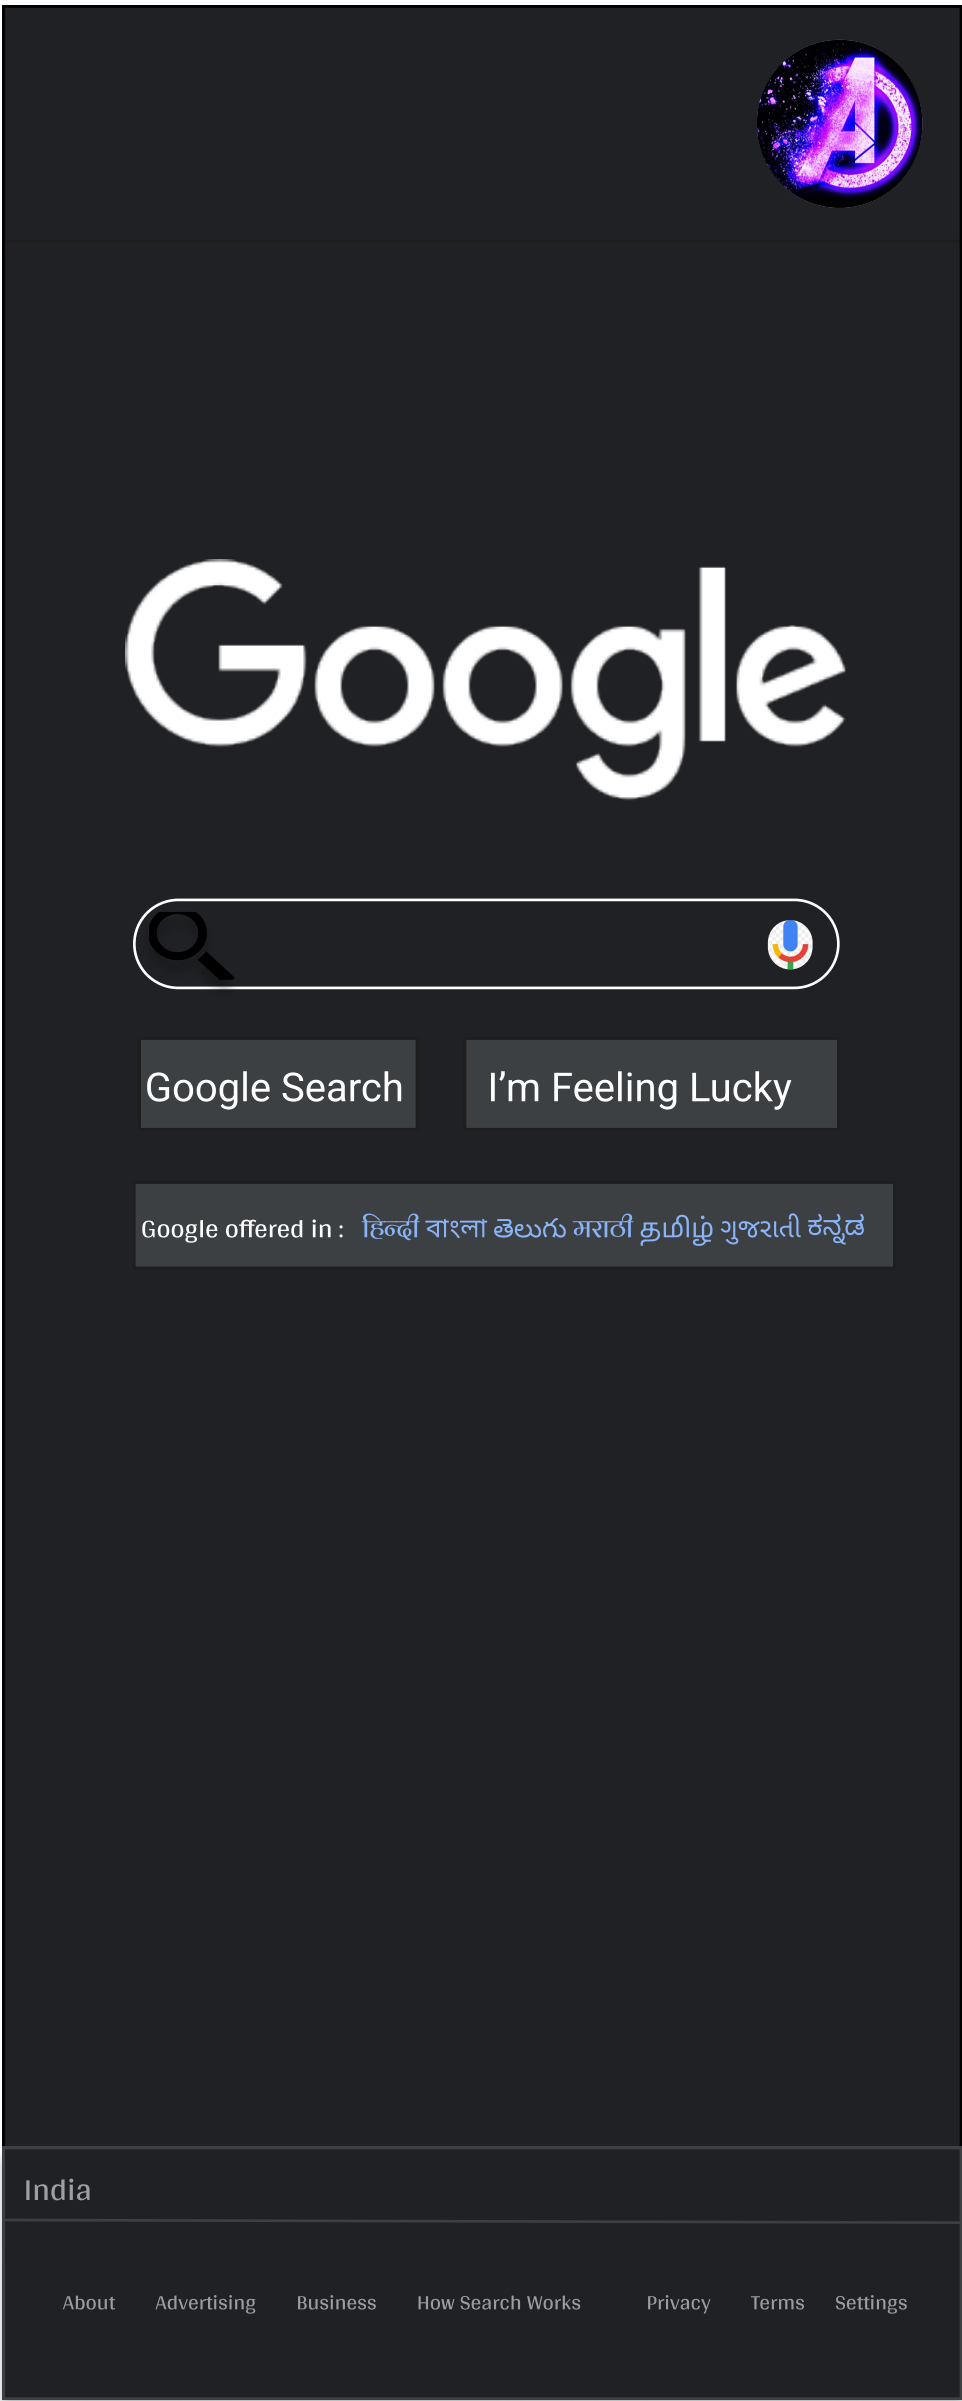 Google
Google Search
I'm Feeling Lucky
Google offered in : हिन्दी বাংলা తెలుగు मराठी தமிழ் ગુજરાતી ಕನ್ನಡ
India
About Advertising Business How Search Works Privacy Terms Settings